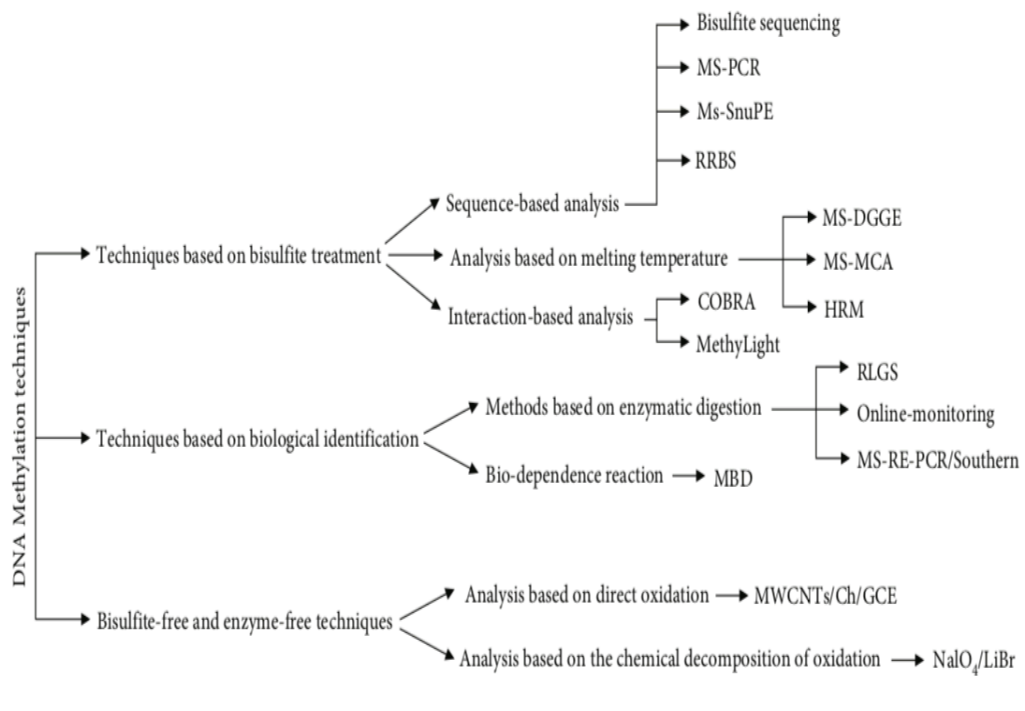 DNA Methylation techniques
Techniques based on bisulfite treatment
Sequence-based analysis
Bisulfite sequencing
MS-PCR
Ms-SnuPE
RRBS
Analysis based on melting temperature
MS-DGGE
MS-MCA
HRM
Interaction-based analysis
COBRA
MethyLight
Techniques based on biological identification
Methods based on enzymatic digestion
RLGS
Online-monitoring
MS-RE-PCR/Southern
Bio-dependence reaction
MBD
Bisulfite-free and enzyme-free techniques
Analysis based on direct oxidation
MWCNTs/Ch/GCE
Analysis based on the chemical decomposition of oxidation
NalO₄/LiBr